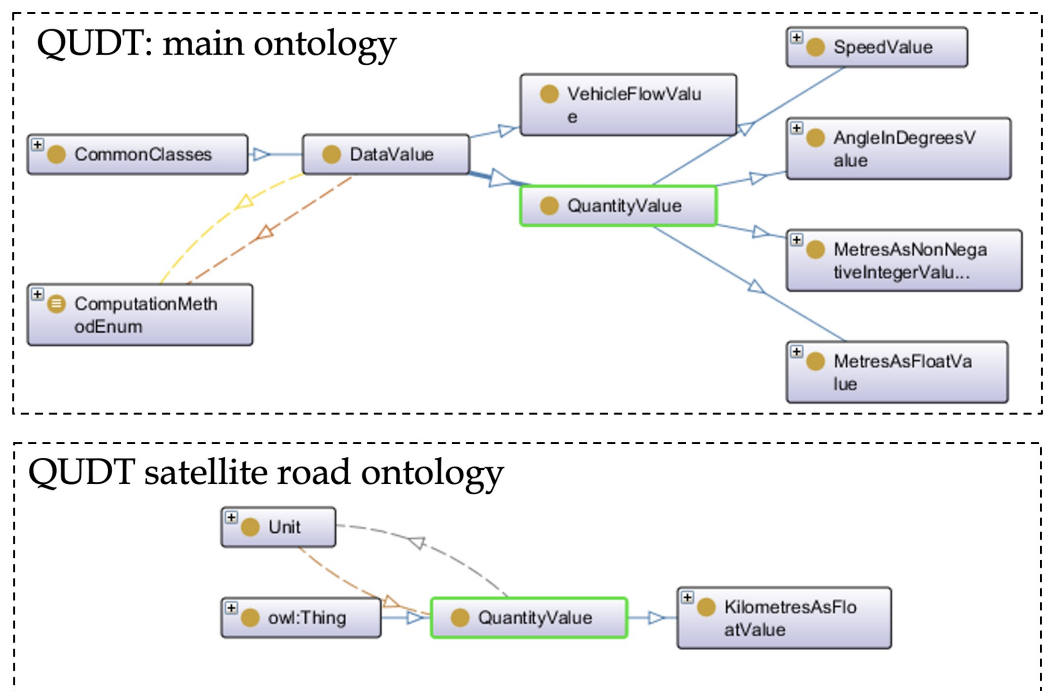 QUDT: main ontology
SpeedValue
VehicleFlowValu
e
AngleInDegreesV
alue
CommonClasses
DataValue
QuantityValue
MetresAsNonNega
tiveIntegerValu...
ComputationMeth
odEnum
MetresAsFloatVa
lue
QUDT satellite road ontology
Unit
owl:Thing
QuantityValue
KilometresAsFlo
atValue